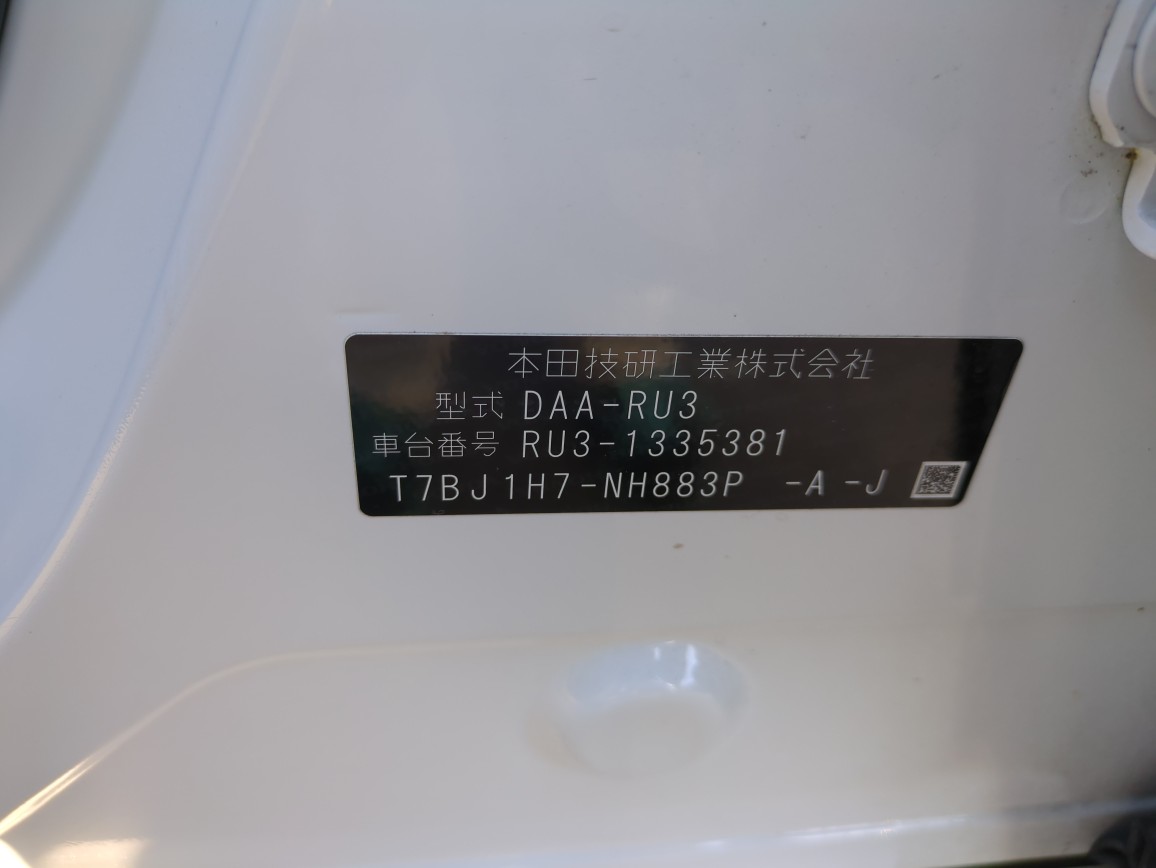 本田技研工業株式会社
型式 DAA-RU3
車台番号 RU3-1335381
T7BJ1H7-NH883P -A -J